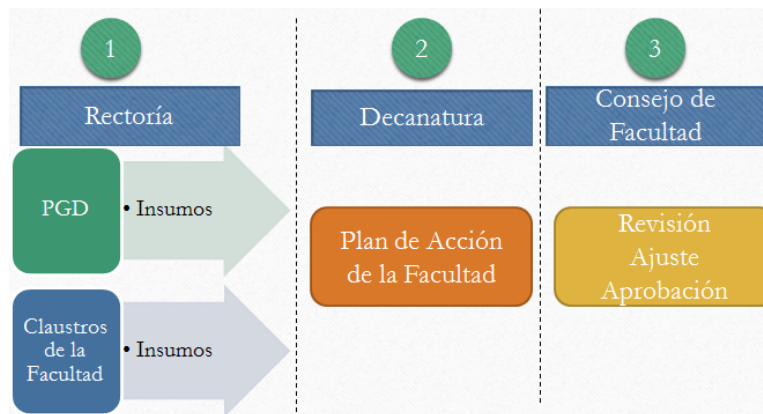 1
Rectoría
PGD
• Insumos
Claustros
de la
Facultad
• Insumos
2
Decanatura
Plan de Acción
de la Facultad
3
Consejo de
Facultad
Revisión
Ajuste
Aprobación